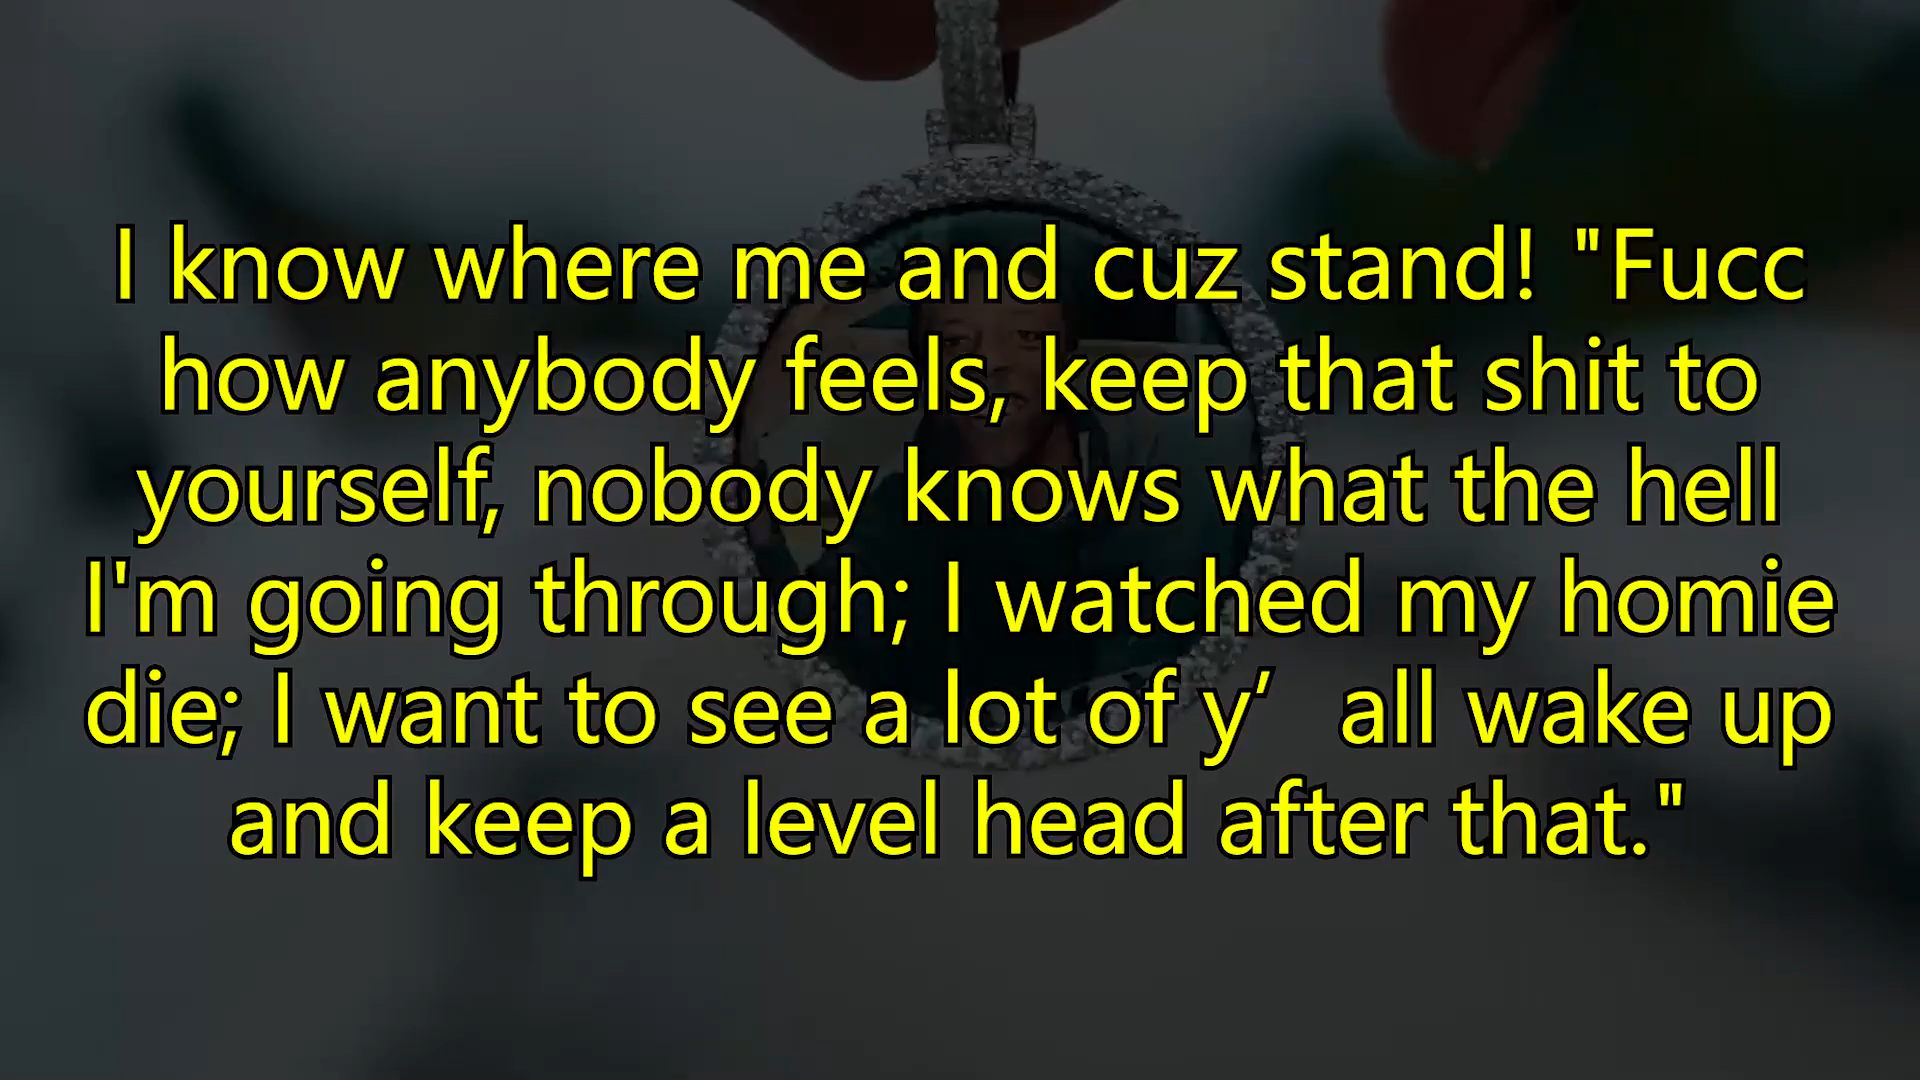 I know where me and cuz stand! "Fucc
how anybody feels, keep that shit to
yourself, nobody knows what the hell
I'm going through; I watched my homie
die; I want to see a lot of y’ all wake up
and keep a level head after that."